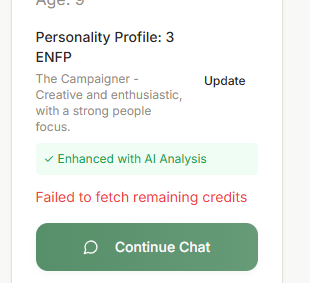 Age: 9
Personality Profile: 3
ENFP
The Campaigner -
Creative and enthusiastic,
with a strong people
focus.
Update
✓ Enhanced with AI Analysis
Failed to fetch remaining credits
Continue Chat